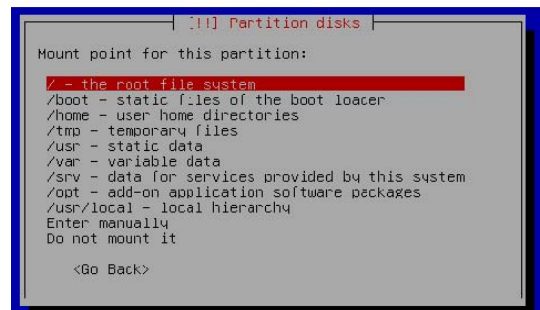 [!!] Partition disks
Mount point for this partition:
/ - the root file system
/boot - static files of the boot loader
/home - user home directories
/tmp - temporary files
/usr - static data
/var - variable data
/srv - data for services provided by this system
/opt - add-on application software packages
/usr/local - local hierarchy
Enter manually
Do not mount it
<Go Back>